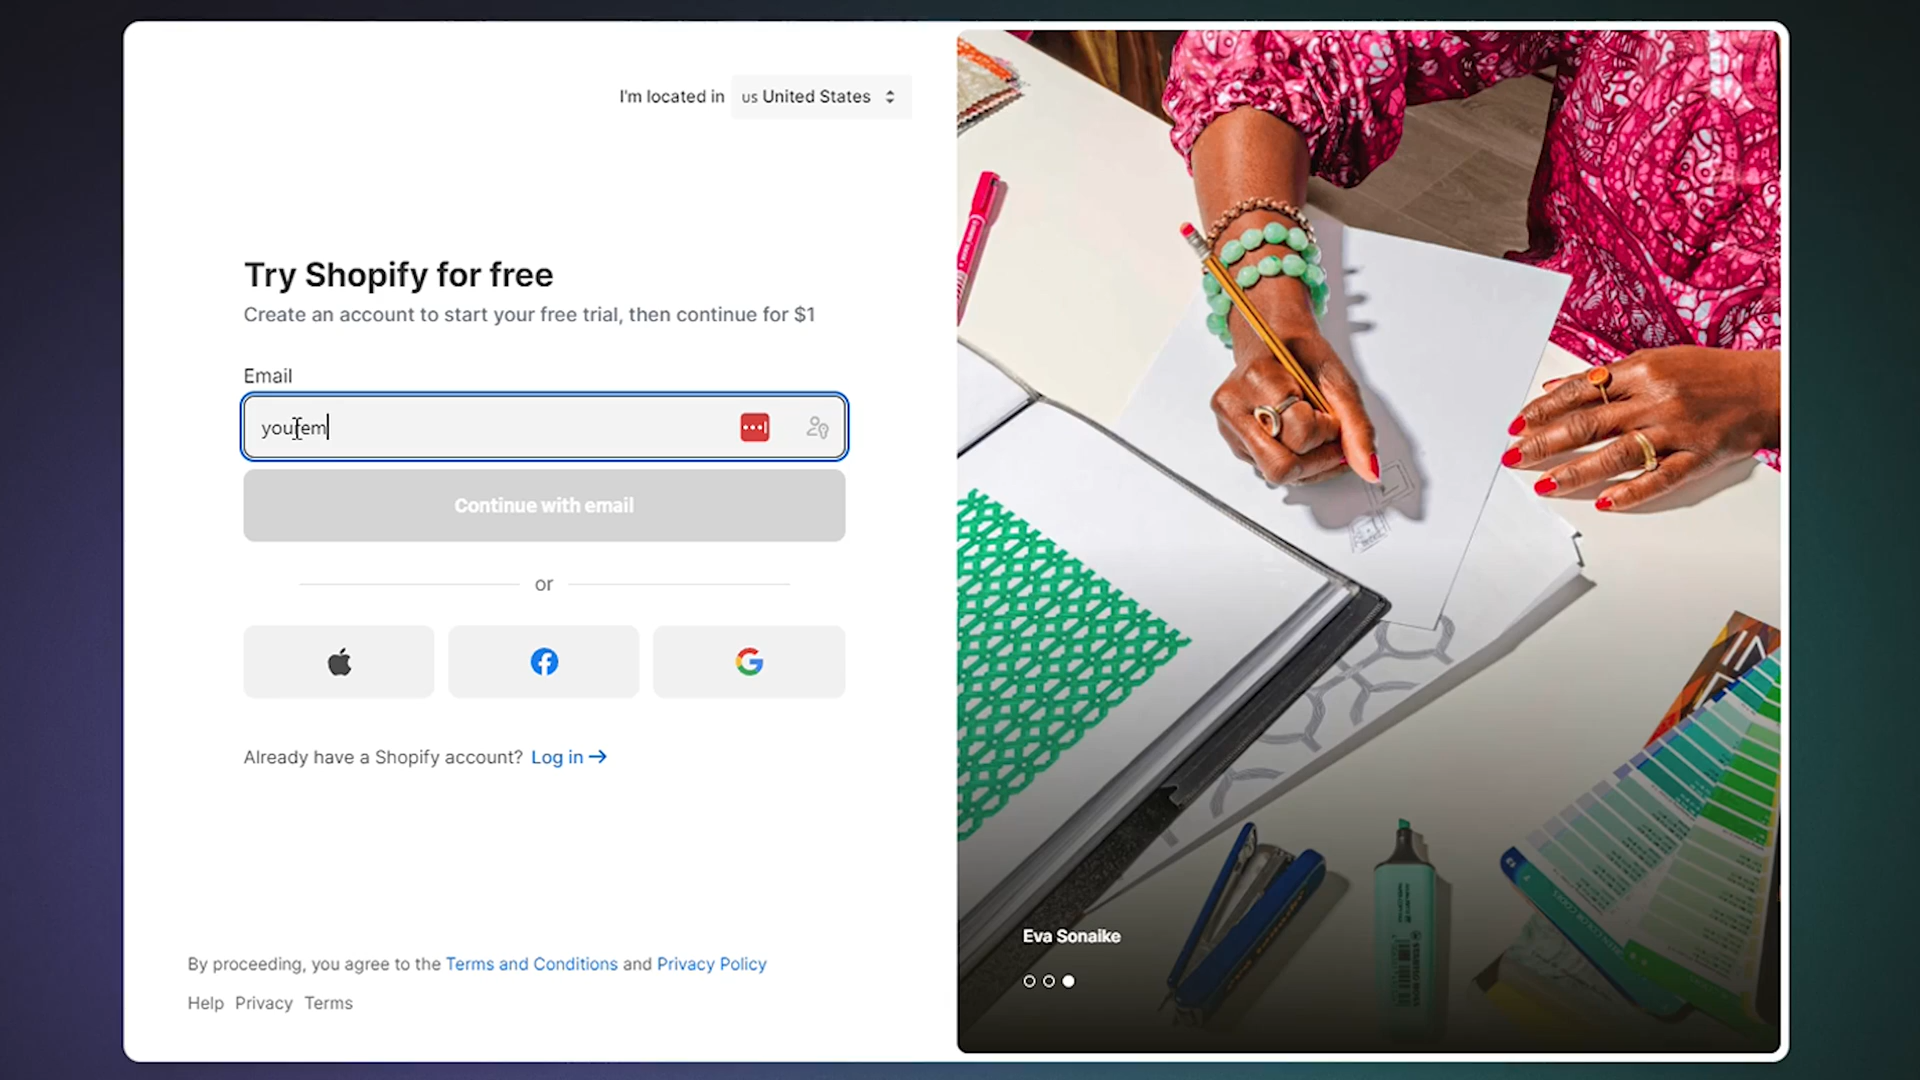 I'm located in us United States
Try Shopify for free
Create an account to start your free trial, then continue for $1
Email
yourem
Continue with email
or
Already have a Shopify account? Log in →
By proceeding, you agree to the Terms and Conditions and Privacy Policy
Help Privacy Terms
Eva Sonaike